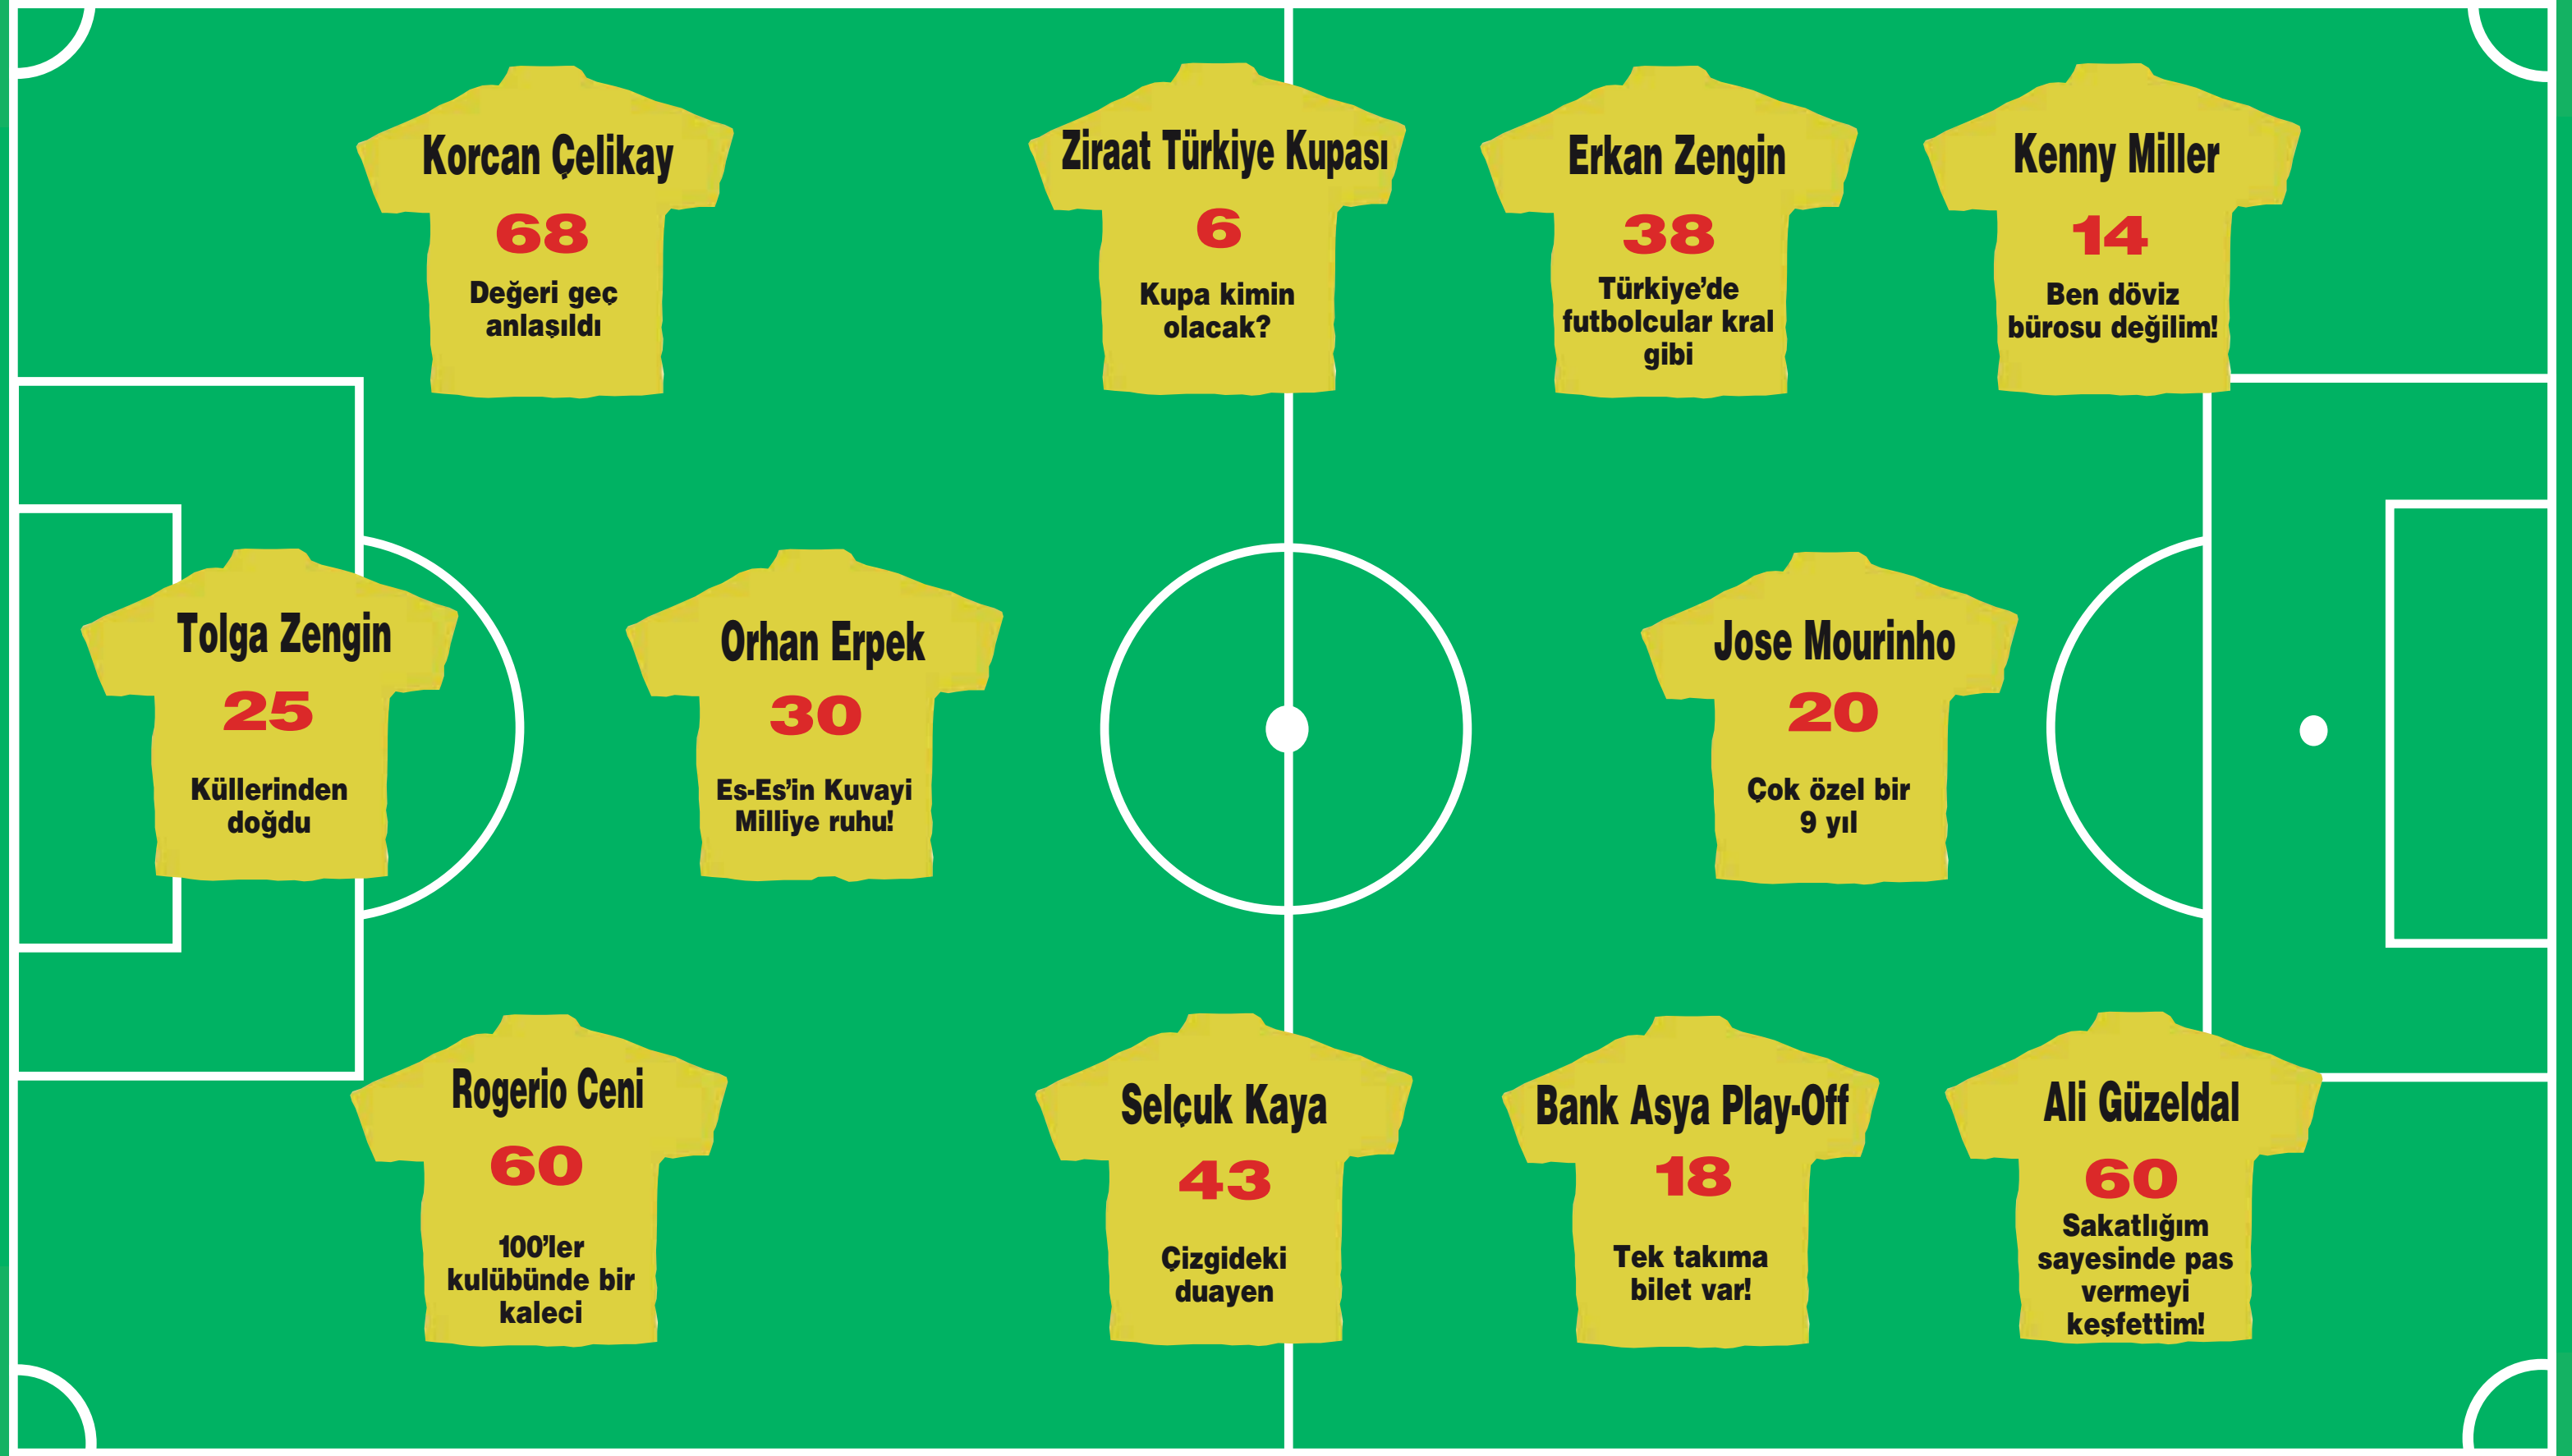 Korcan Çelikay
68
Değeri geç
anlaşıldı
Ziraat Türkiye Kupası
6
Kupa kimin
olacak?
Erkan Zengin
38
Türkiye’de
futbolcular kral
gibi
Kenny Miller
14
Ben döviz
bürosu değilim!
Tolga Zengin
25
Küllerinden
doğdu
Orhan Erpek
30
Es-Es’in Kuvayi
Milliye ruhu!
Jose Mourinho
20
Çok özel bir
9 yıl
Rogerio Ceni
60
100’ler
kulübünde bir
kaleci
Selçuk Kaya
43
Çizgideki
duayen
Bank Asya Play-Off
18
Tek takıma
bilet var!
Ali Güzeldal
60
Sakatlığım
sayesinde pas
vermeyi
keşfettim!